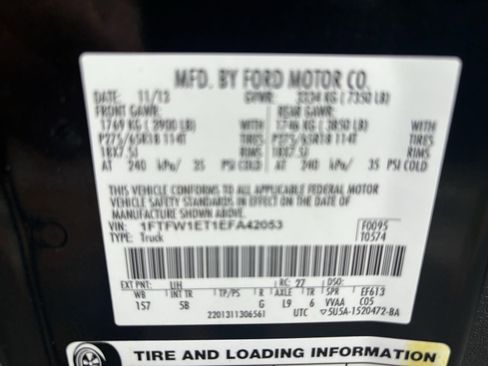 MFD. BY FORD MOTOR CO.
DATE: 11/13 GVWR: 3334 KG (7350 LB)
FRONT GAWR: REAR GAWR:
1769 KG (3900 LB) WITH 1746 KG (3850 LB) WITH
P275/65R18 114T TIRES P275/65R18 114T TIRES
18X7.5J RIMS 18X7.5J RIMS
AT 240 kPa/ 35 PSI COLD AT 240 kPa/ 35 PSI COLD
THIS VEHICLE CONFORMS TO ALL APPLICABLE FEDERAL MOTOR
VEHICLE SAFETY STANDARDS IN EFFECT ON THE DATE OF
MANUFACTURE SHOWN ABOVE.
VIN: 1FTFW1ET1EFA42053 F0095
TYPE: Truck T0574
EXT PNT: UH RC: 27 DSO:
WB INT TR TP/PS R AXLE TR SPR EF613
157 SB G L9 6 VVAA C05
2201311306561 UTC 5U5A-1520472-BA
TIRE AND LOADING INFORMATION